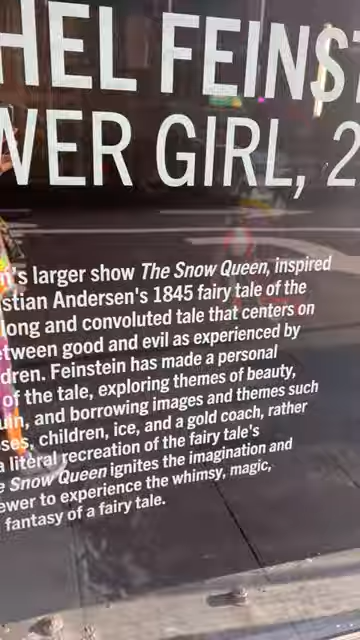 HEL FEINST
WER GIRL, 2
n's larger show The Snow Queen, inspired
stian Andersen's 1845 fairy tale of the
long and convoluted tale that centers on
etween good and evil as experienced by
dren. Feinstein has made a personal
of the tale, exploring themes of beauty,
uin, and borrowing images and themes such
ses, children, ice, and a gold coach, rather
a literal recreation of the fairy tale's
e Snow Queen ignites the imagination and
ewer to experience the whimsy, magic,
fantasy of a fairy tale.